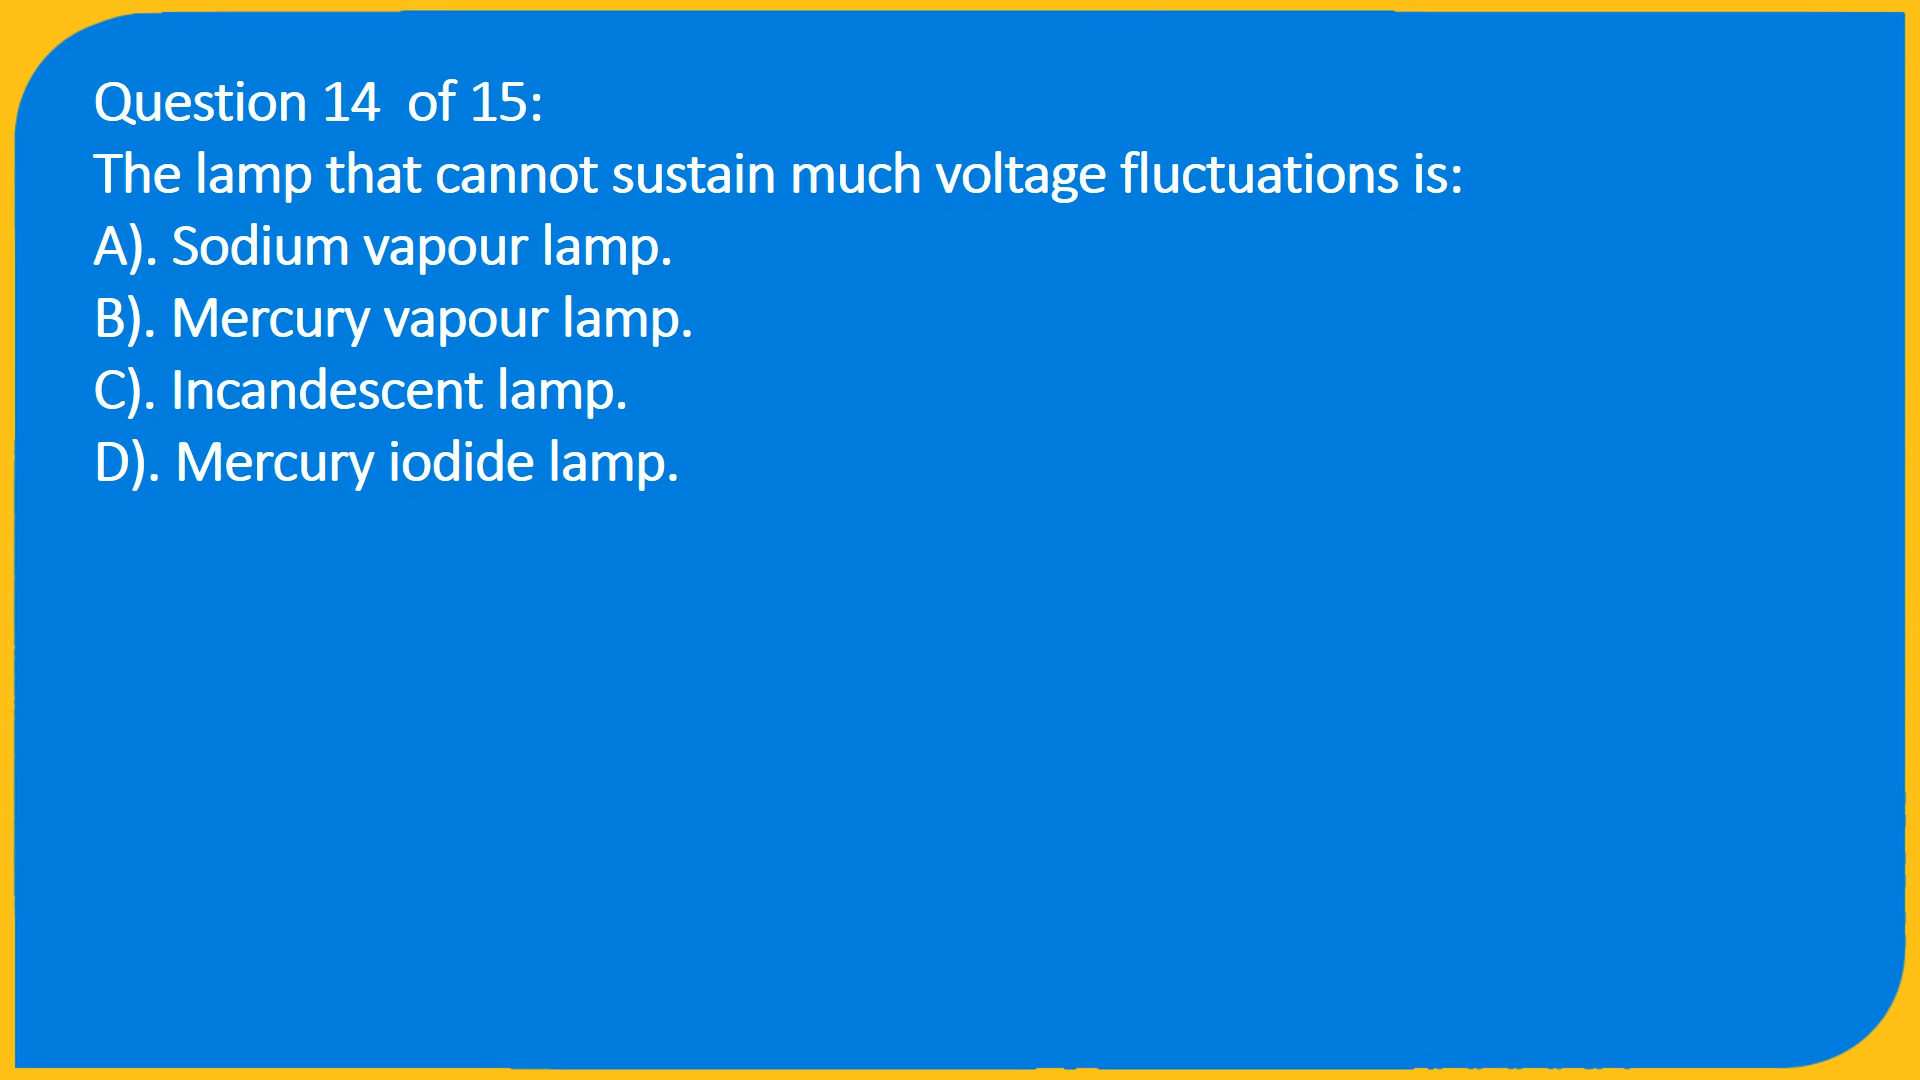 Question 14  of 15:
The lamp that cannot sustain much voltage fluctuations is:
A). Sodium vapour lamp.
B). Mercury vapour lamp.
C). Incandescent lamp.
D). Mercury iodide lamp.